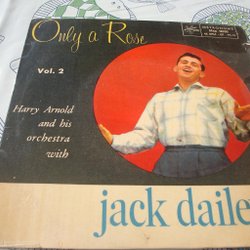 Only a Rose
Vol. 2
Harry Arnold
and his
orchestra
with
jack daile